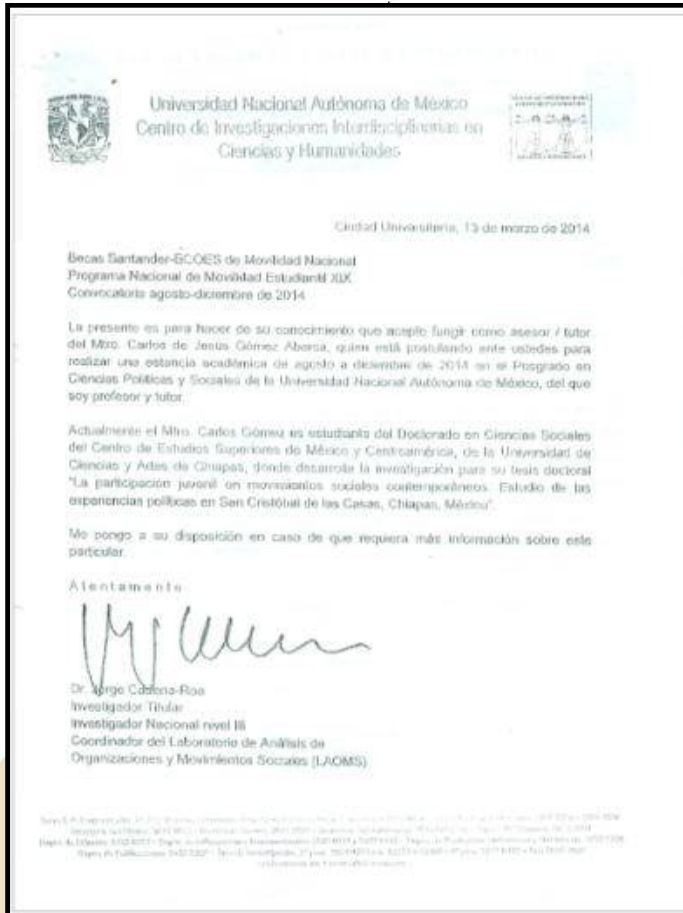 Universidad Nacional Autónoma de México
Centro de Investigaciones Interdisciplinarias en
Ciencias y Humanidades
Ciudad Universitaria, 13 de marzo de 2014
Becas Santander-ECOES de Movilidad Nacional
Programa Nacional de Movilidad Estudiantil XIX
Convocatoria agosto-diciembre de 2014
La presente es para hacer de su conocimiento que acepto fungir como asesor / tutor
del Mtro. Carlos de Jesús Gómez Abarca, quien está postulando ante ustedes para
realizar una estancia académica de agosto a diciembre de 2014 en el Posgrado en
Ciencias Políticas y Sociales de la Universidad Nacional Autónoma de México, del que
soy profesor y tutor.
Actualmente el Mtro. Carlos Gómez es estudiante del Doctorado en Ciencias Sociales
del Centro de Estudios Superiores de México y Centroamérica, de la Universidad de
Ciencias y Artes de Chiapas, donde desarrolla la investigación para su tesis doctoral
"La participación juvenil en movimientos sociales contemporáneos. Estudio de las
experiencias políticas en San Cristóbal de las Casas, Chiapas, México".
Me pongo a su disposición en caso de que requiera más información sobre este
particular.
Atentamente
Dr. Jorge Cadena-Roa
Investigador Titular
Investigador Nacional nivel III
Coordinador del Laboratorio de Análisis de
Organizaciones y Movimientos Sociales (LAOMS)